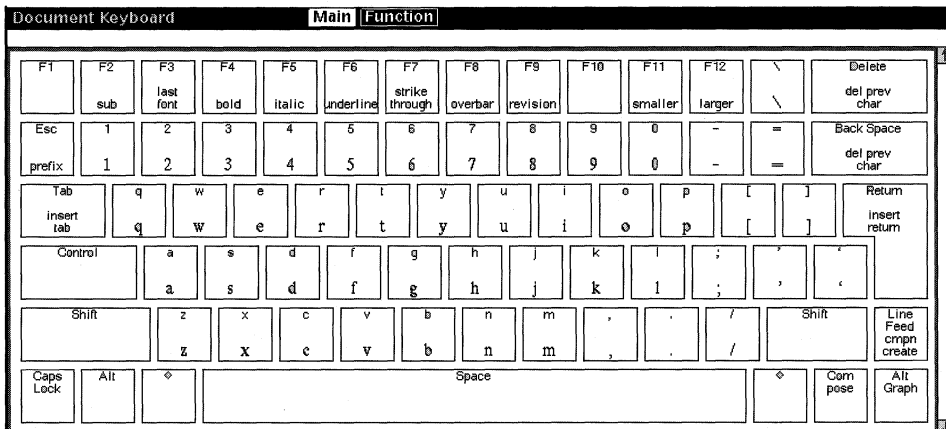 Document Keyboard Main Function
F1 F2 F3 F4 F5 F6 F7 F8 F9 F10 F11 F12 \ Delete
sub last font bold italic underline strike through overbar revision smaller larger \ del prev char
Esc 1 2 3 4 5 6 7 8 9 0 - = Back Space
prefix 1 2 3 4 5 6 7 8 9 0 - = del prev char
Tab q w e r t y u i o p [ ] Return
insert tab q w e r t y u i o p [ ] insert return
Control a s d f g h j k l ; ’ ‘
a s d f g h j k l ; ’ ‘
Shift z x c v b n m , . / Shift Line Feed
z x c v b n m , . / cmpn create
Caps Lock Alt ◇ Space ◇ Com pose Alt Graph